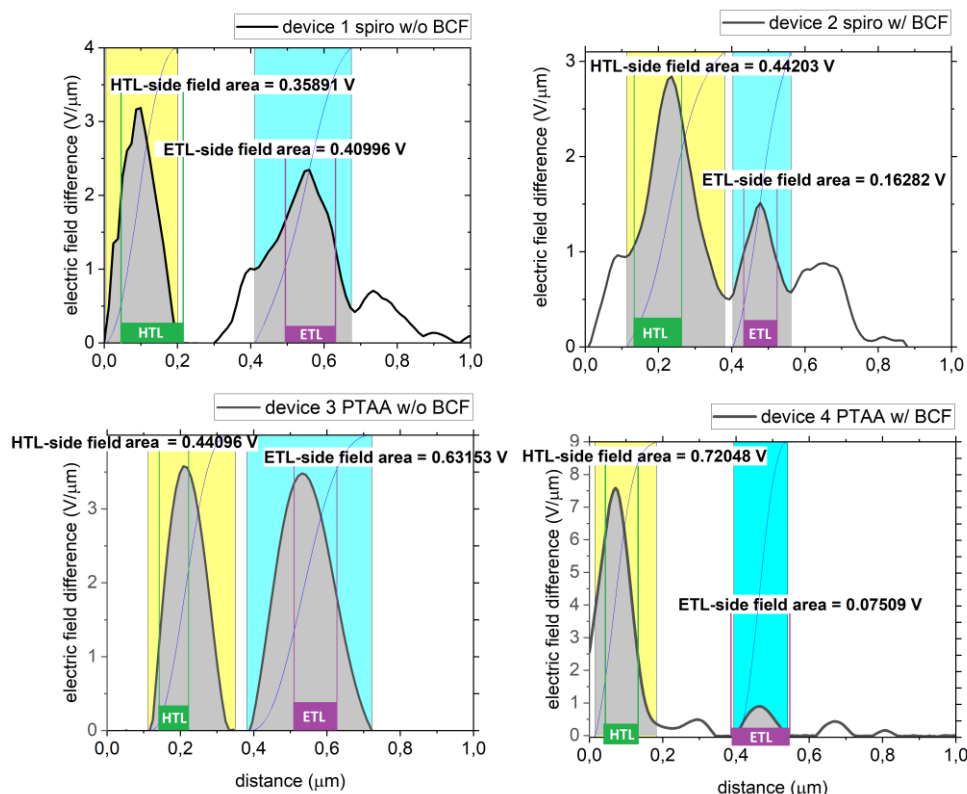 device 1 spiro w/o BCF
HTL-side field area = 0.35891 V
ETL-side field area = 0.40996 V
electric field difference (V/μm)
4
3
2
1
0
HTL
ETL
0,0 0,2 0,4 0,6 0,8 1,0
device 2 spiro w/ BCF
HTL-side field area = 0.44203 V
ETL-side field area = 0.16282 V
electric field difference (V/μm)
3
2
1
0
HTL
ETL
0,0 0,2 0,4 0,6 0,8 1,0
device 3 PTAA w/o BCF
HTL-side field area = 0.44096 V
ETL-side field area = 0.63153 V
electric field difference (V/μm)
3
2
1
0
HTL
ETL
0,0 0,2 0,4 0,6 0,8 1,0
distance (μm)
device 4 PTAA w/ BCF
HTL-side field area = 0.72048 V
ETL-side field area = 0.07509 V
electric field difference (V/μm)
9
8
7
6
5
4
3
2
1
0
HTL
ETL
0,0 0,2 0,4 0,6 0,8 1,0
distance (μm)